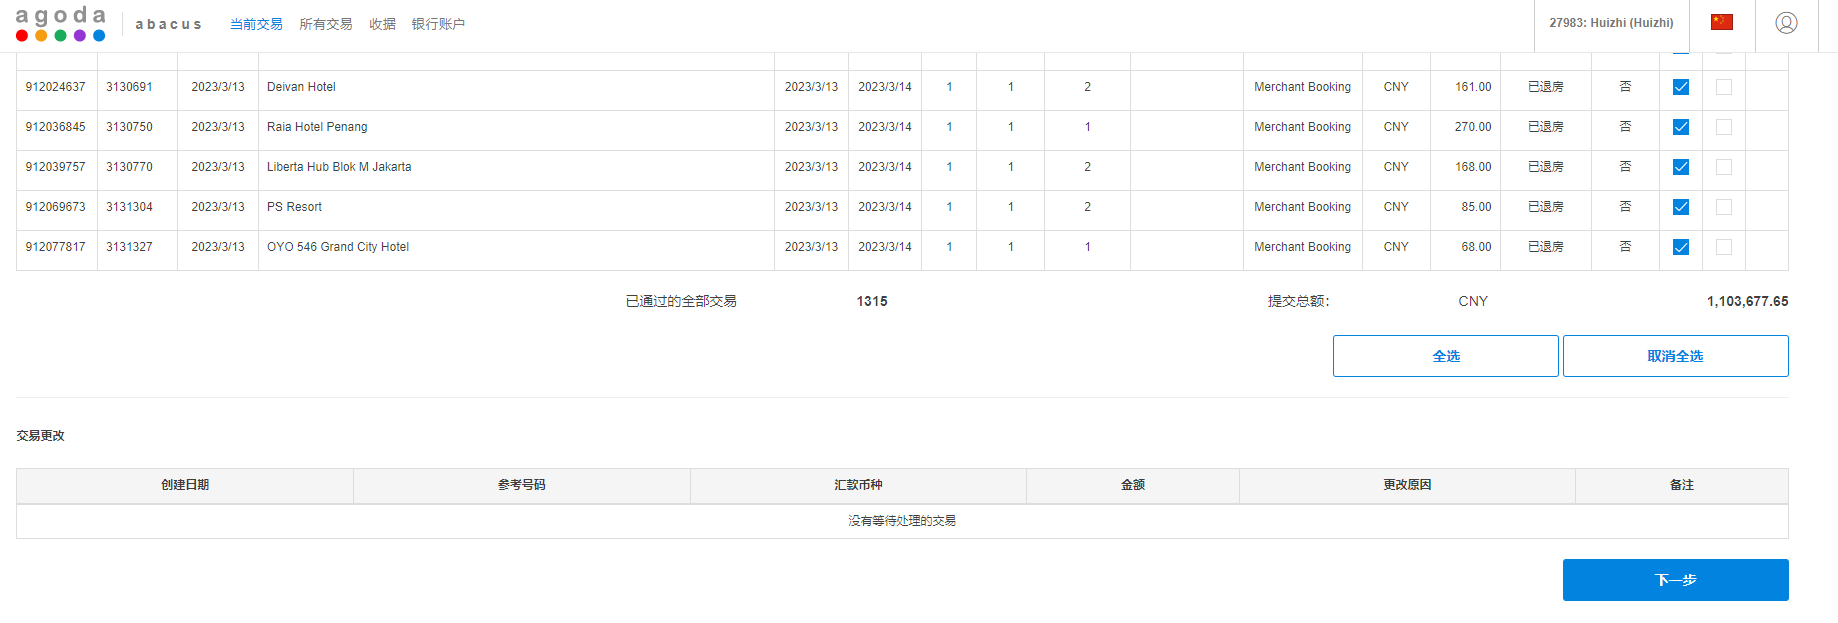 agoda abacus 当前交易 所有交易 收据 银行账户 27983: Huizhi (Huizhi)
912024637 3130691 2023/3/13 Deivan Hotel 2023/3/13 2023/3/14 1 1 2 Merchant Booking CNY 161.00 已退房 否
912036845 3130750 2023/3/13 Raia Hotel Penang 2023/3/13 2023/3/14 1 1 1 Merchant Booking CNY 270.00 已退房 否
912039757 3130770 2023/3/13 Liberta Hub Blok M Jakarta 2023/3/13 2023/3/14 1 1 2 Merchant Booking CNY 168.00 已退房 否
912069673 3131304 2023/3/13 PS Resort 2023/3/13 2023/3/14 1 1 2 Merchant Booking CNY 85.00 已退房 否
912077817 3131327 2023/3/13 OYO 546 Grand City Hotel 2023/3/13 2023/3/14 1 1 1 Merchant Booking CNY 68.00 已退房 否
已通过的全部交易 1315 提交总额: CNY 1,103,677.65
全选 取消全选
交易更改
创建日期 参考号码 汇款币种 金额 更改原因 备注
没有等待处理的交易
下一步